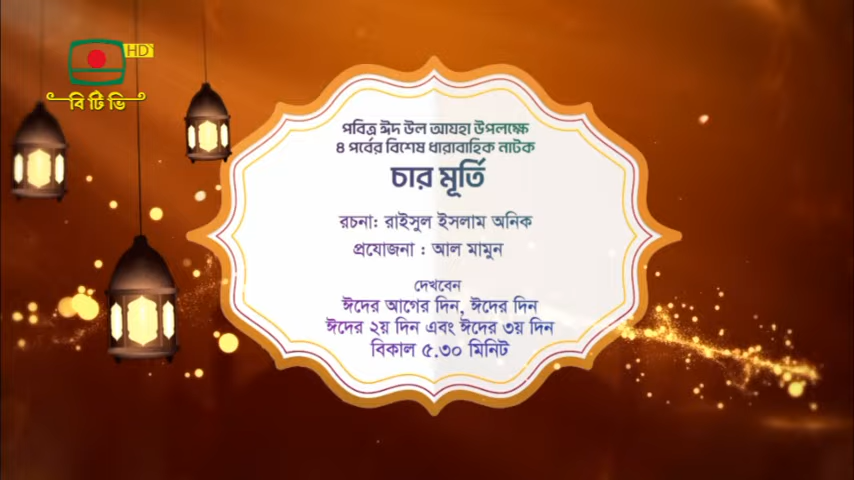 HD
বি টি ভি
পবিত্র ঈদ উল আযহা উপলক্ষে
৪ পর্বের বিশেষ ধারাবাহিক নাটক
চার মূর্তি
রচনা: রাইসুল ইসলাম অনিক
প্রযোজনা : আল মামুন
দেখবেন
ঈদের আগের দিন, ঈদের দিন
ঈদের ২য় দিন এবং ঈদের ৩য় দিন
বিকাল ৫.৩০ মিনিট